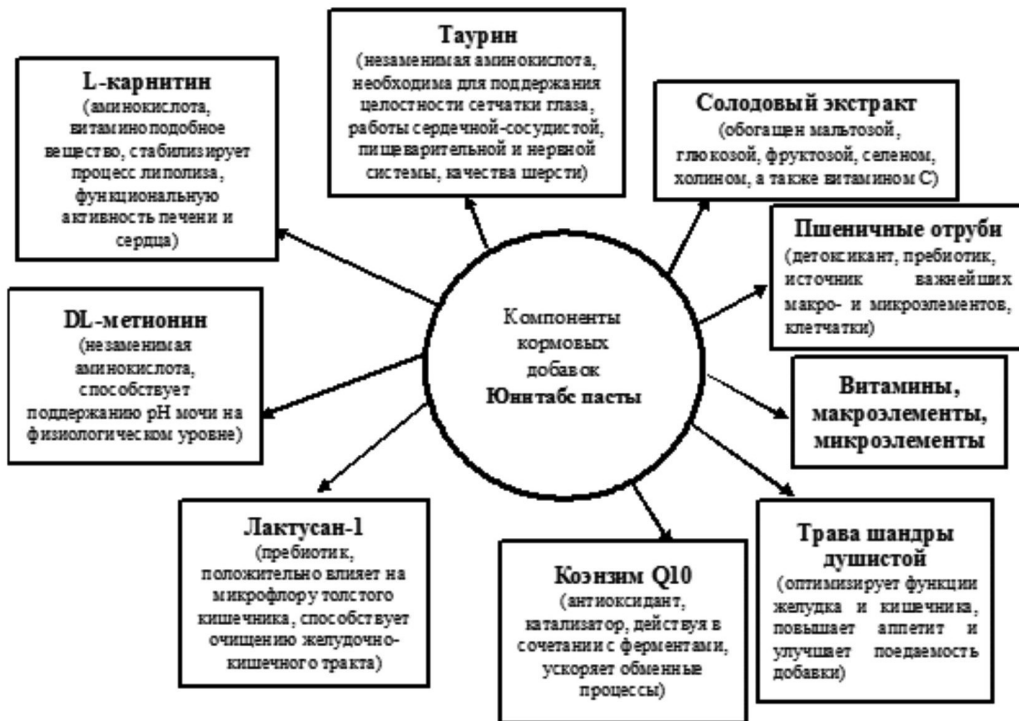 Таурин
(незаменимая аминокислота,
необходима для поддержания
целостности сетчатки глаза,
работы сердечной-сосудистой,
пищеварительной и нервной
системы, качества шерсти)
L-карнитин
(аминокислота,
витаминоподобное
вещество, стабилизирует
процесс липолиза,
функциональную
активность печени и
сердца)
Солодовый экстракт
(обогащен мальтозой,
глюкозой, фруктозой, селеном,
холином, а также витамином С)
Пшеничные отруби
(детоксикант, пребиотик,
источник важнейших
макро- и микроэлементов,
клетчатки)
DL-метионин
(незаменимая
аминокислота,
способствует
поддержанию рН мочи на
физиологическом уровне)
Компоненты
кормовых
добавок
Юнитабс пасты
Витамины,
макроэлементы,
микроэлементы
Лактусан-1
(пребиотик,
положительно влияет на
микрофлору толстого
кишечника, способствует
очищению желудочно-
кишечного тракта)
Коэнзим Q10
(антиоксидант,
катализатор, действуя в
сочетании с ферментами,
ускоряет обменные
процессы)
Трава шандры
душистой
(оптимизирует функции
желудка и кишечника,
повышает аппетит и
улучшает поедаемость
добавки)